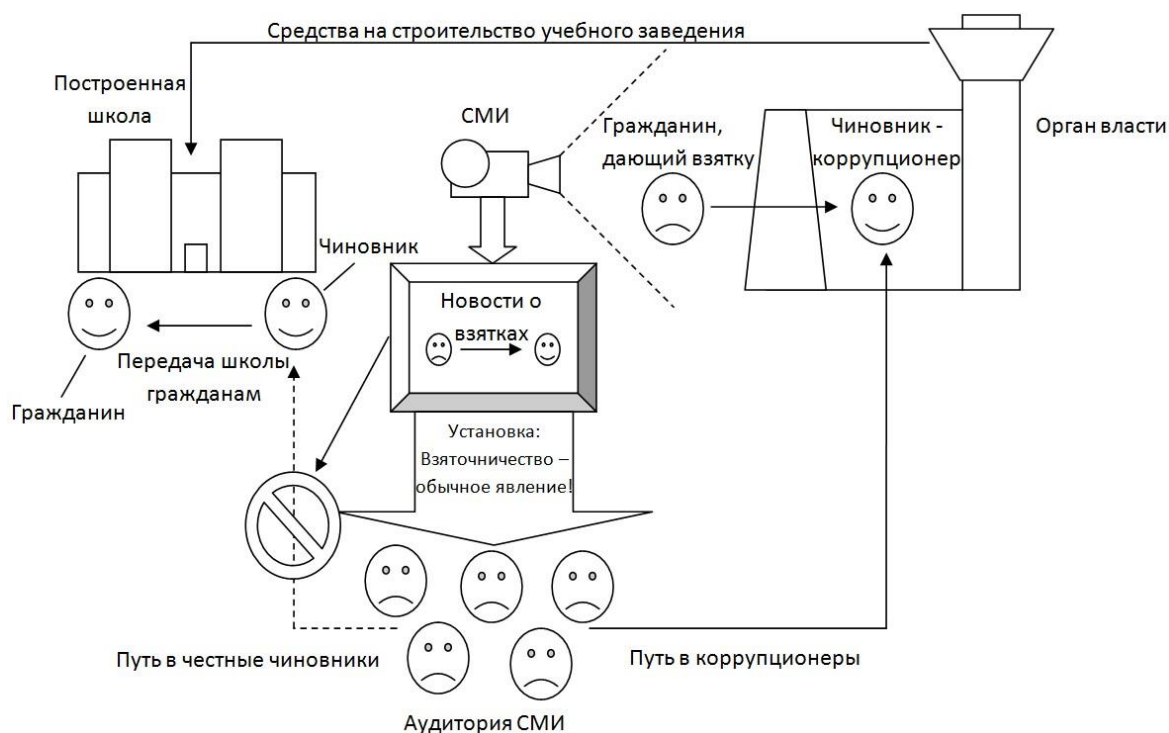 Средства на строительство учебного заведения
Построенная
школа
СМИ
Гражданин,
дающий взятку
Чиновник -
коррупционер
Орган власти
Чиновник
Новости о
взятках
Передача школы
гражданам
Гражданин
Установка:
Взяточничество –
обычное явление!
Путь в честные чиновники
Путь в коррупционеры
Аудитория СМИ